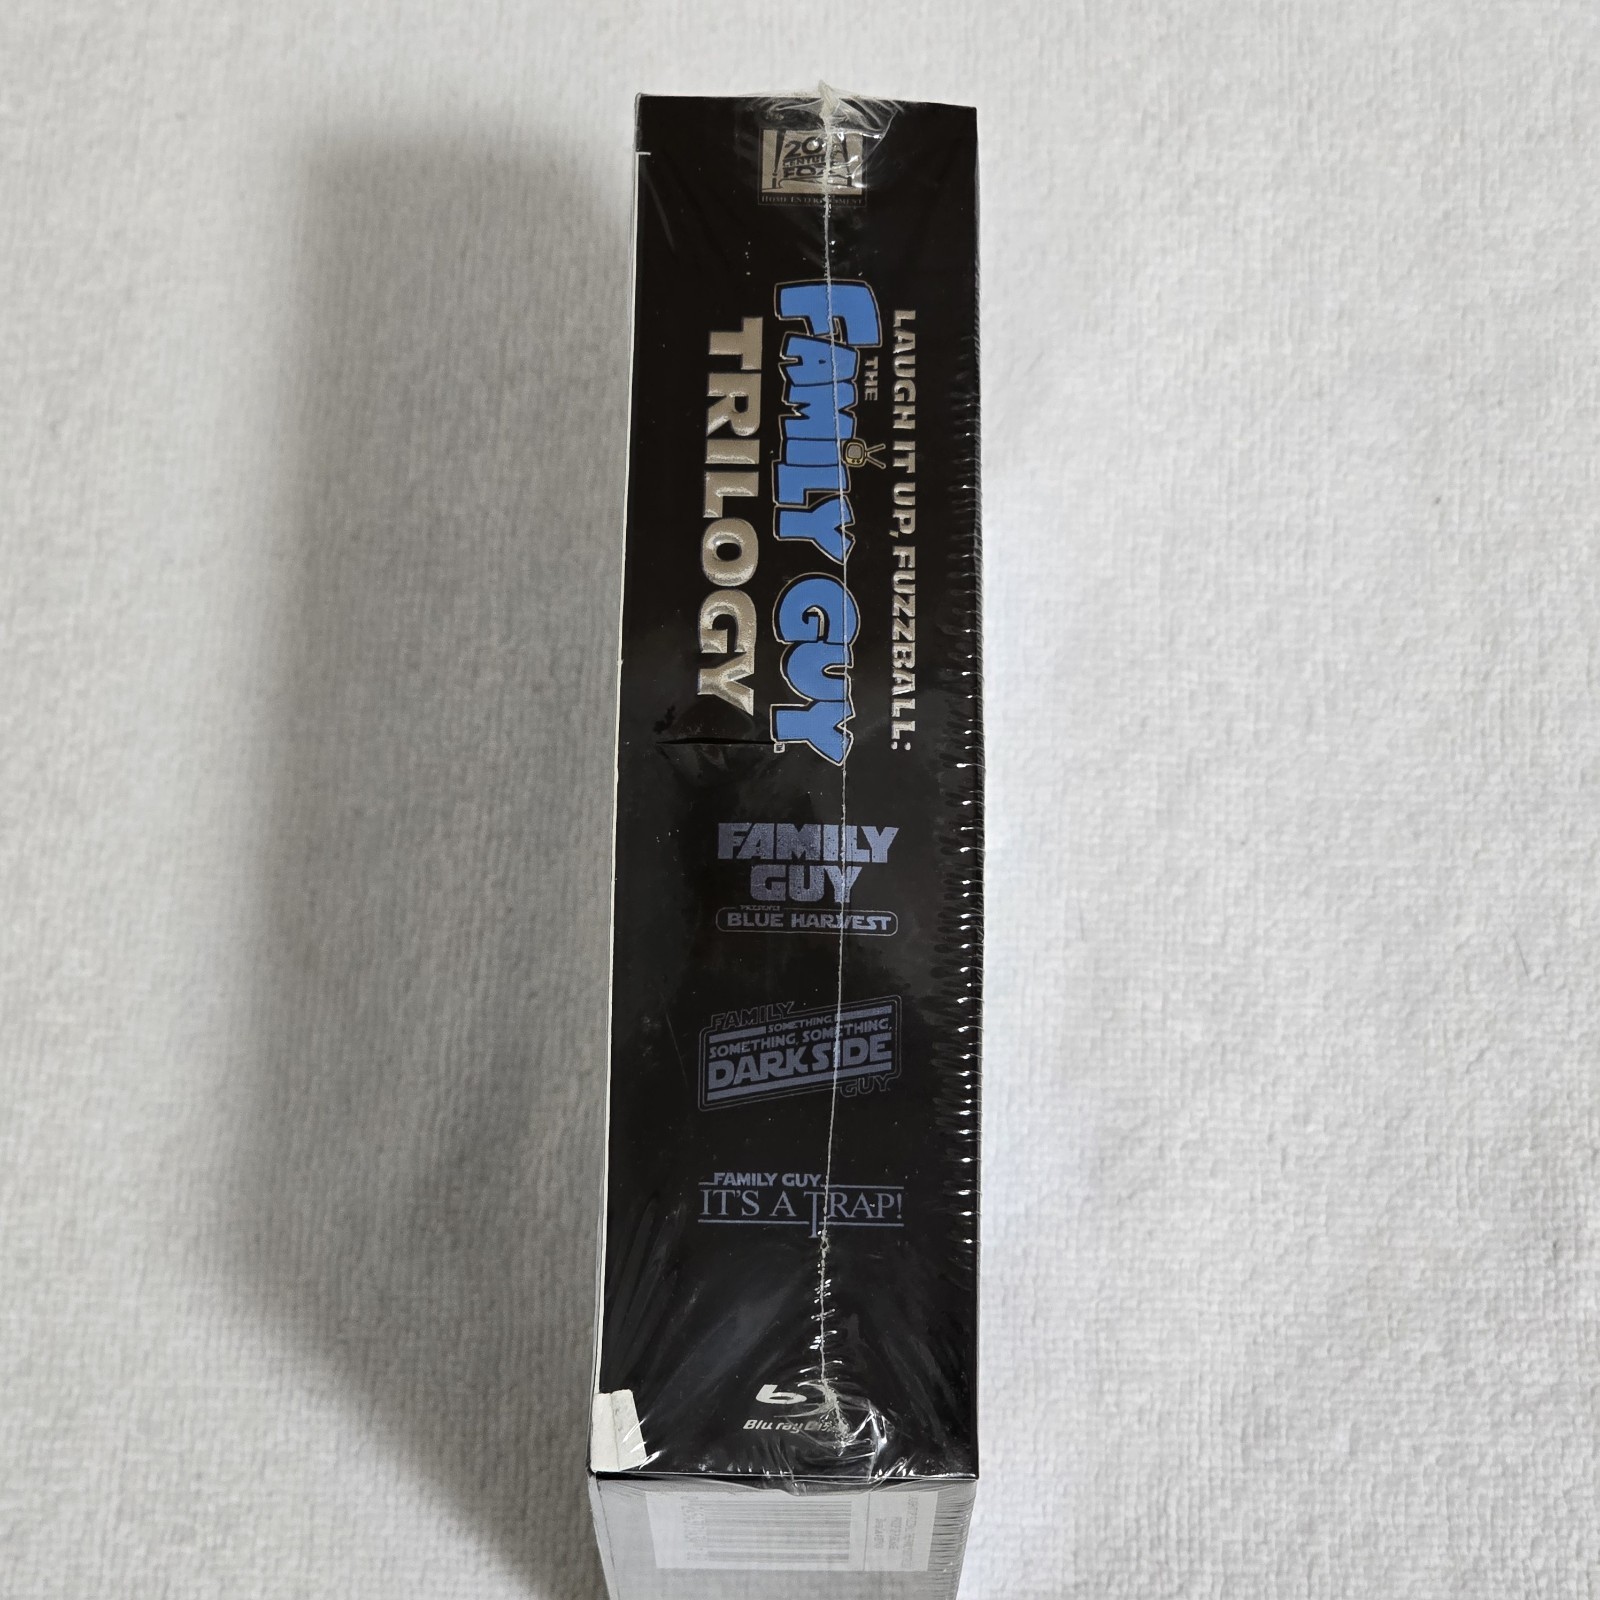 20th
CENTURY
FOX
HOME ENTERTAINMENT
LAUGH IT UP, FUZZBALL:
THE
FAMILY GUY
TRILOGY
FAMILY
GUY
BLUE HARVEST
FAMILY
SOMETHING,
SOMETHING, SOMETHING,
DARK SIDE
GUY
FAMILY GUY
IT'S A TRAP!
Blu-ray Disc